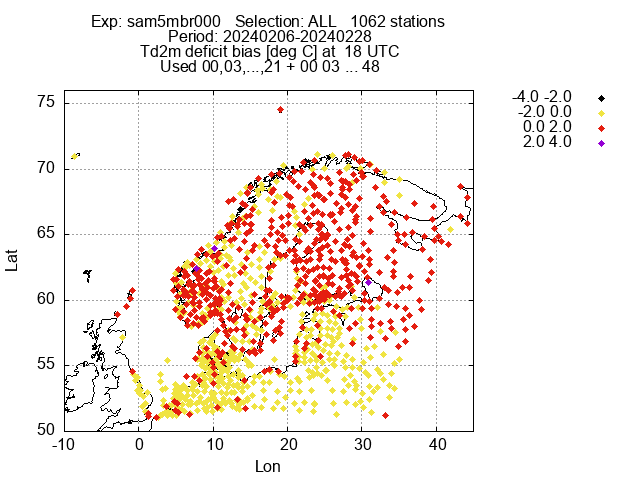 Exp: sam5mbr000   Selection: ALL   1062 stations
Period: 20240206-20240228
Td2m deficit bias [deg C] at  18 UTC
Used 00,03,...,21 + 00 03 ... 48
-4.0 -2.0
-2.0 0.0
0.0 2.0
2.0 4.0
75
70
65
60
55
50
Lat
-10 0 10 20 30 40
Lon